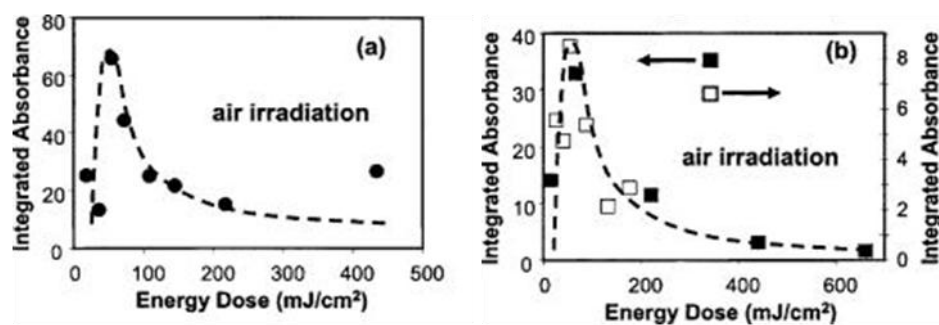 80
60
40
20
0
Integrated Absorbance
(a)
air irradiation
0 100 200 300 400 500
Energy Dose (mJ/cm²)
40
30
20
10
0
Integrated Absorbance
(b)
air irradiation
8
6
4
2
0
Integrated Absorbance
0 200 400 600
Energy Dose (mJ/cm²)